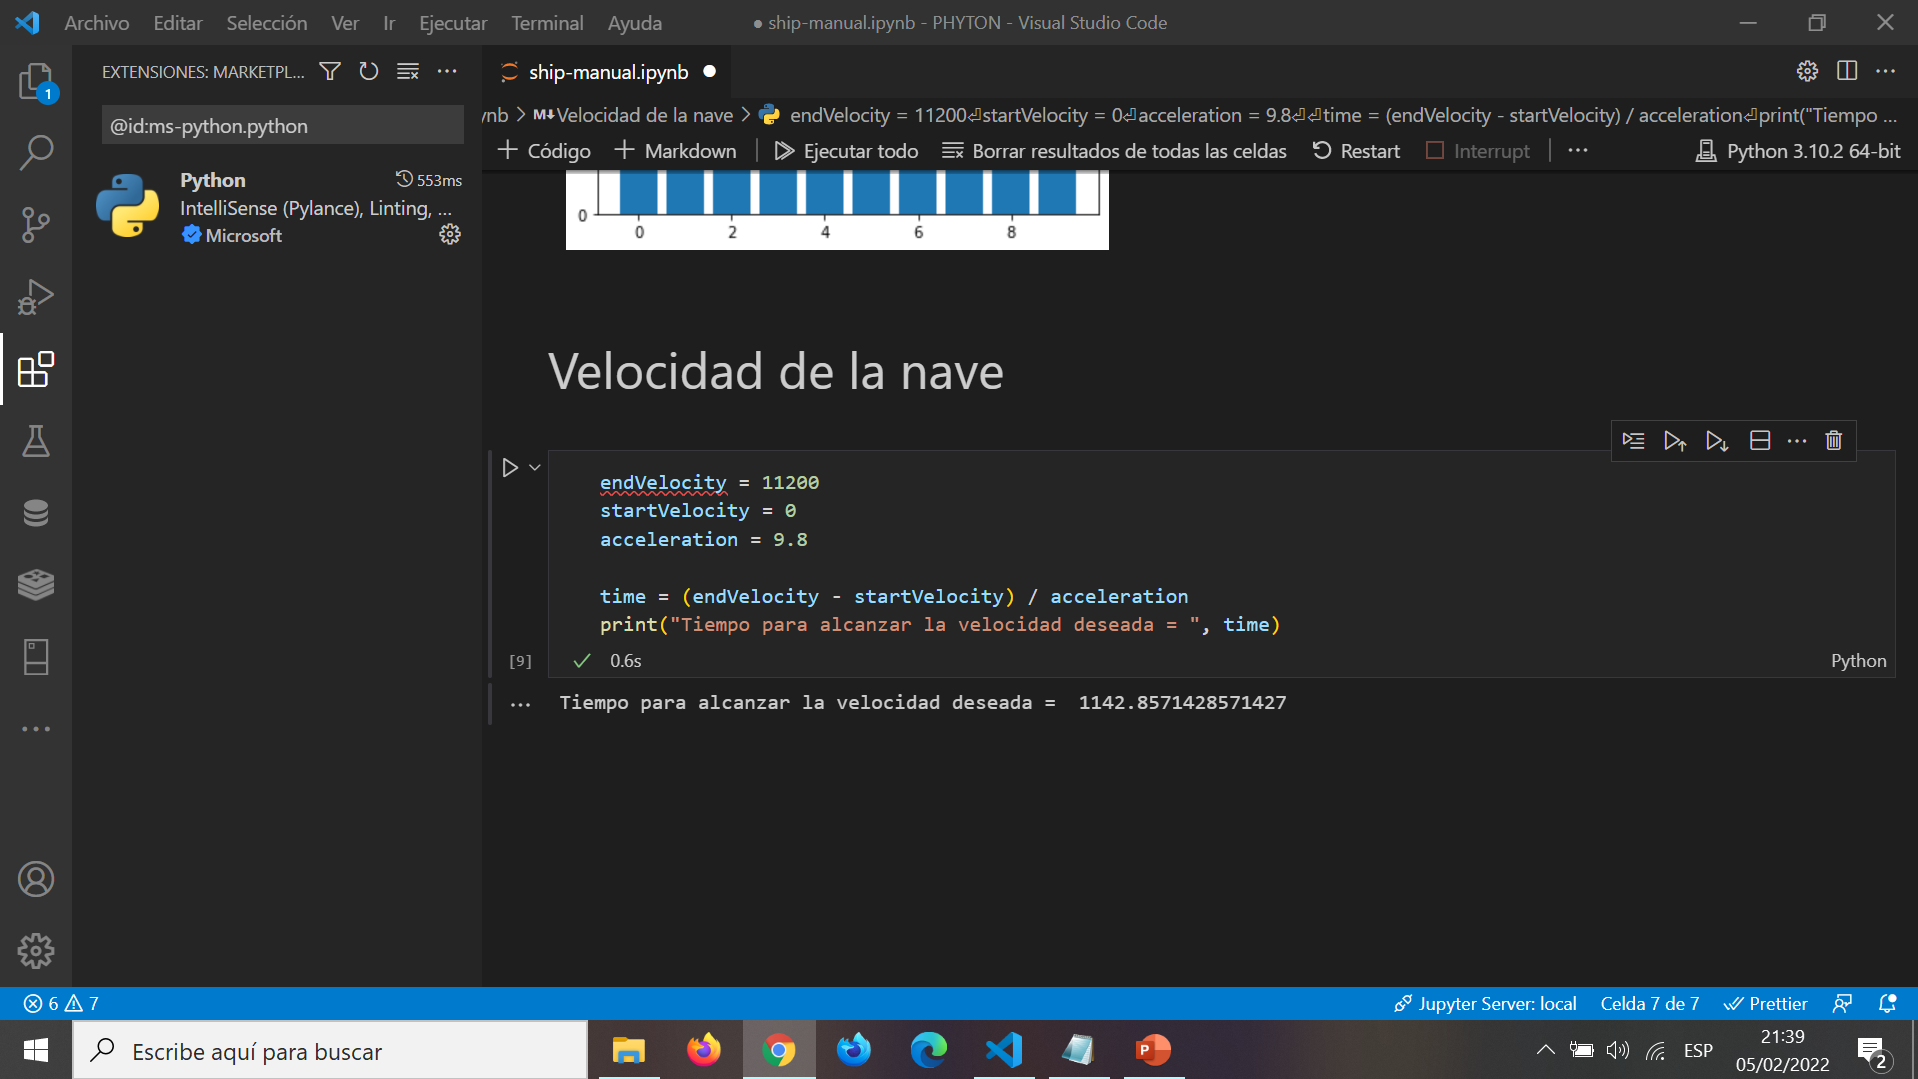 Archivo Editar Selección Ver Ir Ejecutar Terminal Ayuda
● ship-manual.ipynb - PHYTON - Visual Studio Code
EXTENSIONES: MARKETPL...
ship-manual.ipynb
1
@id:ms-python.python
ynb > M↓Velocidad de la nave > endVelocity = 11200⏎startVelocity = 0⏎acceleration = 9.8⏎⏎time = (endVelocity - startVelocity) / acceleration⏎print("Tiempo ...
+ Código + Markdown Ejecutar todo Borrar resultados de todas las celdas Restart Interrupt ... Python 3.10.2 64-bit
Python 553ms
IntelliSense (Pylance), Linting, ...
Microsoft
0
0 2 4 6 8
Velocidad de la nave
endVelocity = 11200
startVelocity = 0
acceleration = 9.8
time = (endVelocity - startVelocity) / acceleration
print("Tiempo para alcanzar la velocidad deseada = ", time)
[9] 0.6s Python
... Tiempo para alcanzar la velocidad deseada =  1142.8571428571427
6 7 Jupyter Server: local Celda 7 de 7 Prettier
Escribe aquí para buscar
ESP
21:39
05/02/2022
2